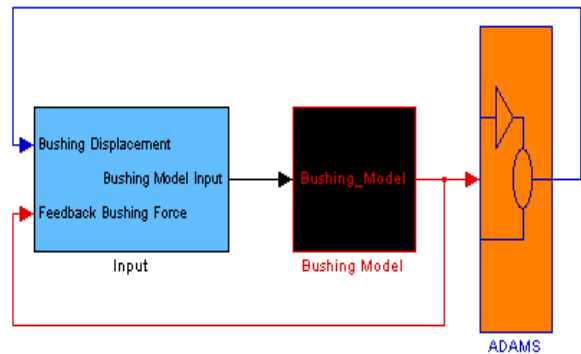 Bushing Displacement
Bushing Model Input
Bushing_Model
Feedback Bushing Force
Input
Bushing Model
ADAMS